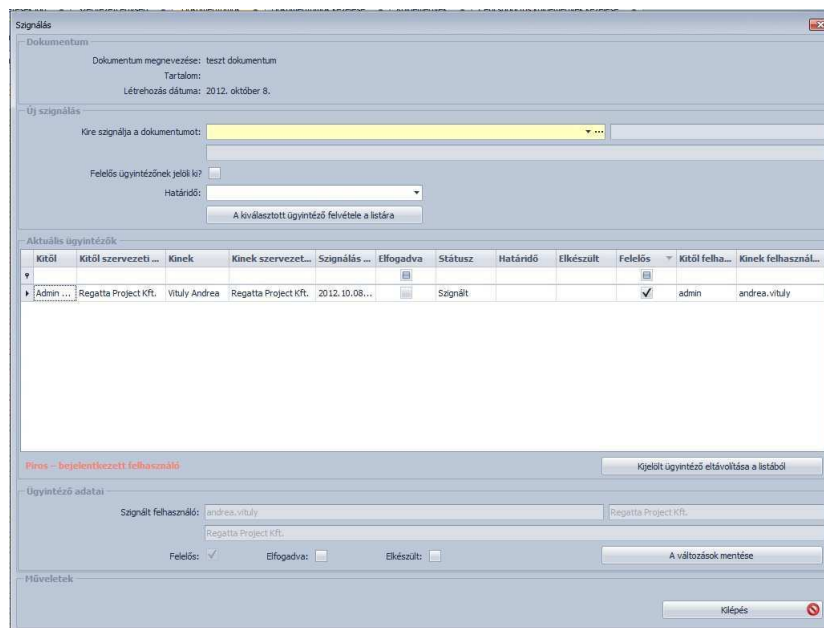 Szignálás
Dokumentum
Dokumentum megnevezése: teszt dokumentum
Tartalom:
Létrehozás dátuma: 2012. október 8.
Új szignálás
Kire szignálja a dokumentumot:
Felelős ügyintézőnek jelöli ki?
Határidő:
A kiválasztott ügyintéző felvétele a listára
Aktuális ügyintézők
Kitől Kitől szervezeti ... Kinek Kinek szervezet... Szignálás ... Elfogadva Státusz Határidő Elkészült Felelős Kitől felha... Kinek felhasznál...
Admin ... Regatta Project Kft. Vituly Andrea Regatta Project Kft. 2012.10.08... Szignált admin andrea.vituly
Piros – bejelentkezett felhasználó
Kijelölt ügyintéző eltávolítása a listából
Ügyintéző adatai
Szignált felhasználó: andrea.vituly Regatta Project Kft.
Regatta Project Kft.
Felelős: Elfogadva: Elkészült: A változások mentése
Műveletek
Kilépés